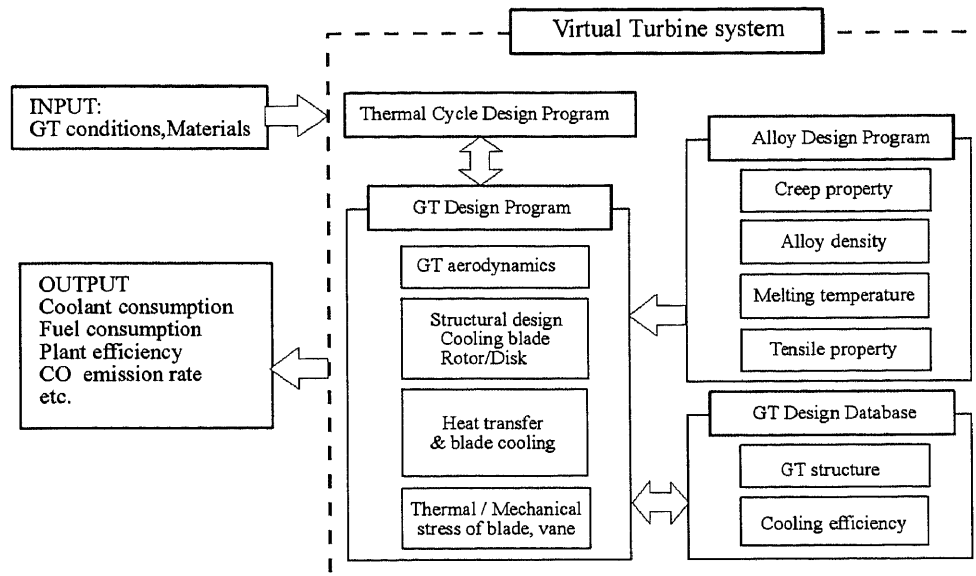 Virtual Turbine system
INPUT:
GT conditions,Materials
Thermal Cycle Design Program
GT Design Program
GT aerodynamics
Structural design
Cooling blade
Rotor/Disk
Heat transfer
& blade cooling
Thermal / Mechanical
stress of blade, vane
Alloy Design Program
Creep property
Alloy density
Melting temperature
Tensile property
GT Design Database
GT structure
Cooling efficiency
OUTPUT
Coolant consumption
Fuel consumption
Plant efficiency
CO emission rate
etc.